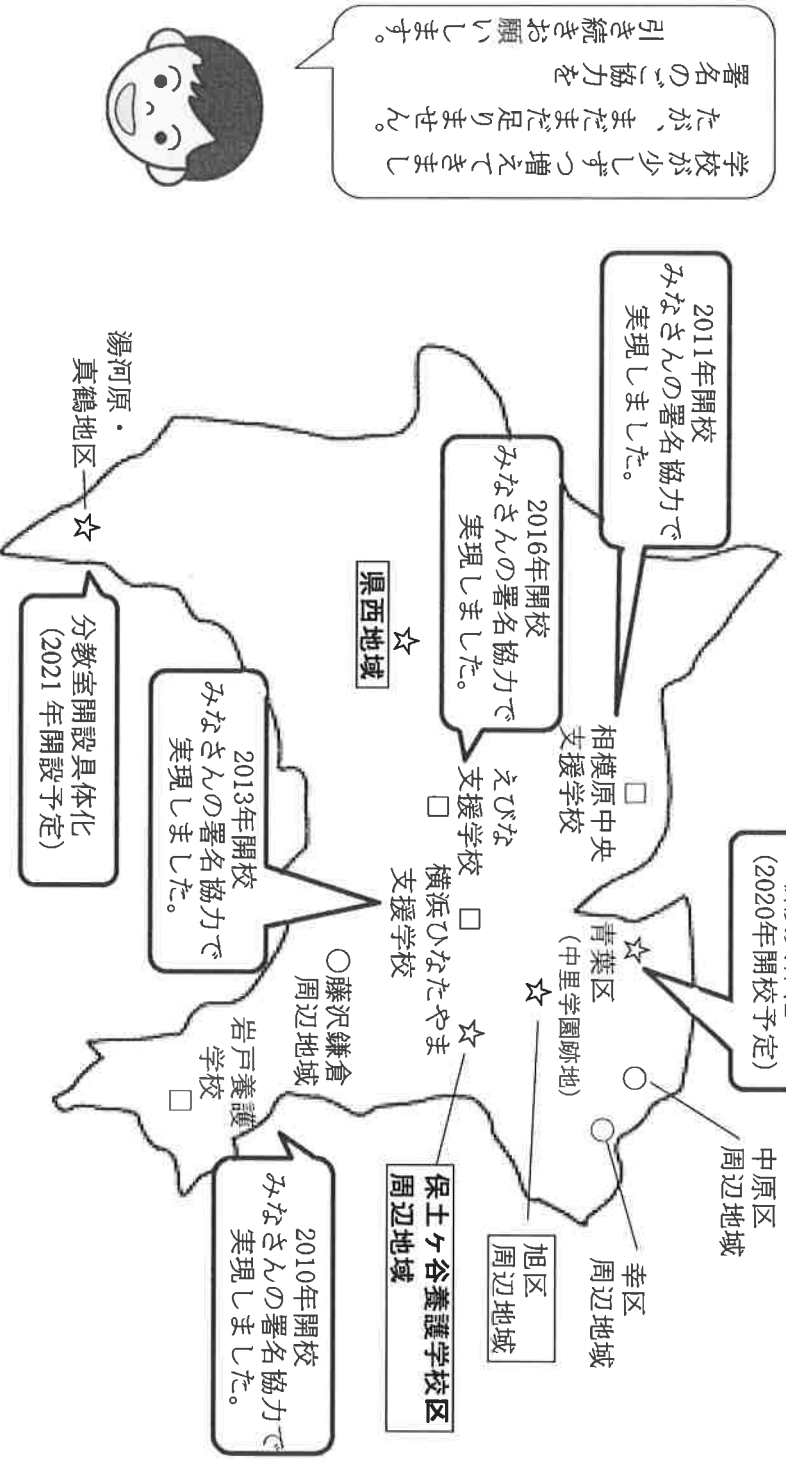 学校が少しずつ増えてきまし
たが、まだまだ足りません。
署名のご協力を
引き続きお願いします。
2011年開校
みなさんの署名協力で
実現しました。
相模原中央
支援学校
(2020年開校予定)
青葉区
(中里学園跡地)
中原区
周辺地域
幸区
周辺地域
旭区
周辺地域
保土ヶ谷養護学校区
周辺地域
2016年開校
みなさんの署名協力で
実現しました。
えびな
支援学校
横浜ひなたやま
支援学校
県西地域
2013年開校
みなさんの署名協力で
実現しました。
藤沢鎌倉
周辺地域
岩戸養護
学校
2010年開校
みなさんの署名協力で
実現しました。
湯河原・
真鶴地区
分教室開設具体化
(2021年開設予定)